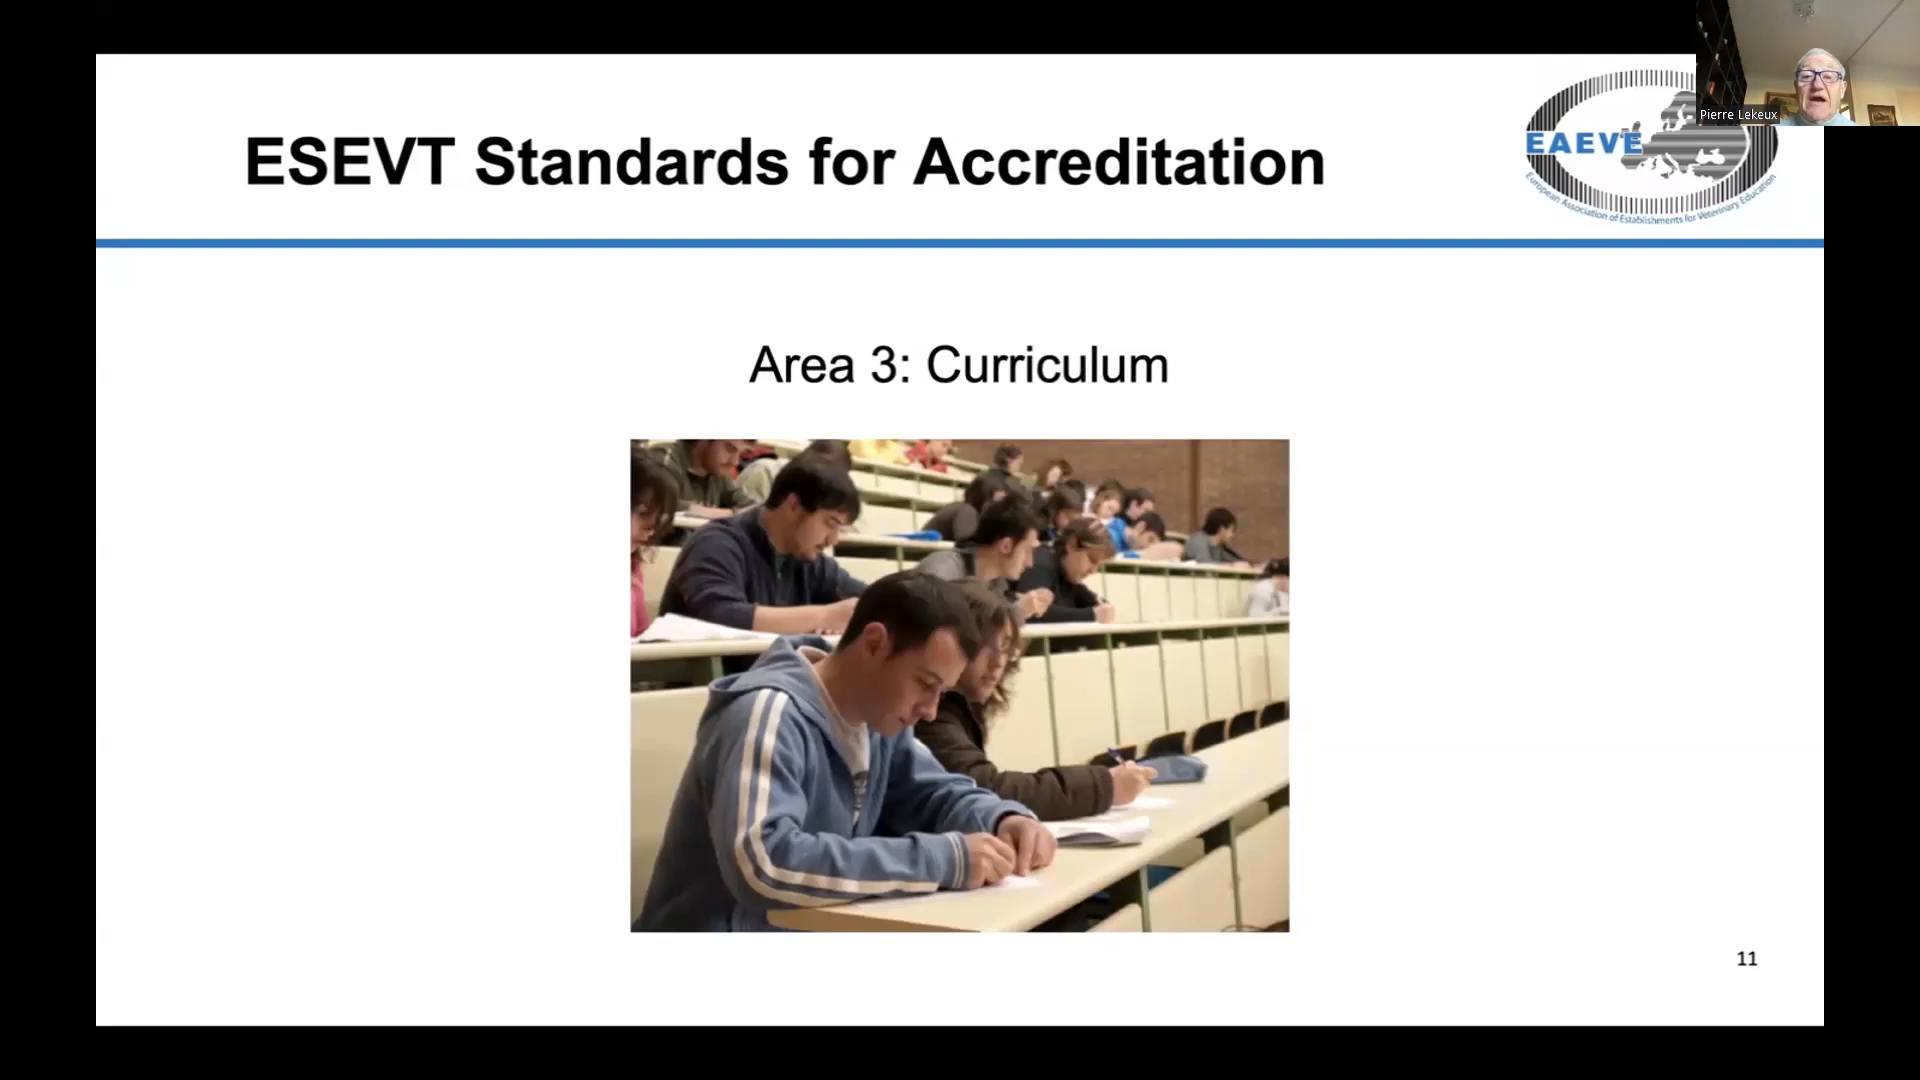 ESEVT Standards for Accreditation
EAEVE
European Association of Establishments for Veterinary Education
Pierre Lekeux
Area 3: Curriculum
11